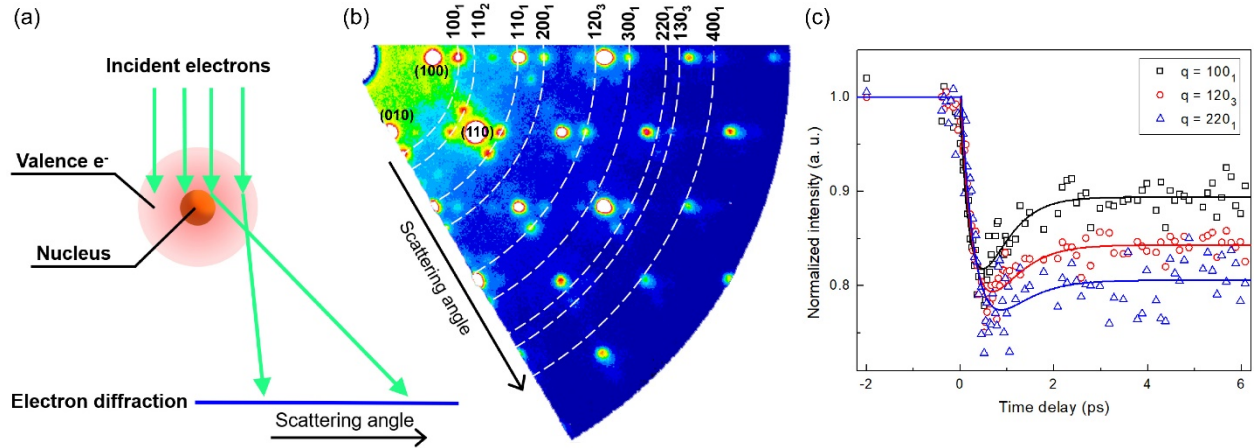 (a)
Incident electrons
Valence e-
Nucleus
Electron diffraction
Scattering angle
(b)
100₁
110₂
110₁
200₁
120₃
300₁
220₁
130₃
400₁
(100)
(010)
(110)
Scattering angle
(c)
q = 100₁
q = 120₃
q = 220₁
Normalized intensity (a. u.)
1.0
0.9
0.8
-2
0
2
4
6
Time delay (ps)